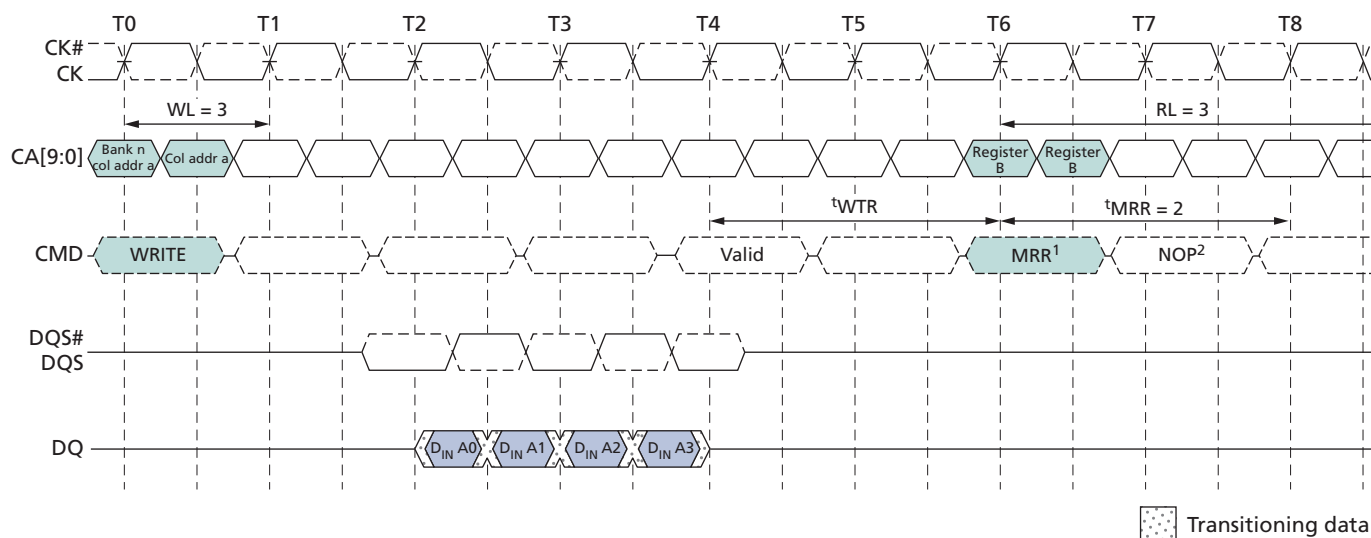 T0 T1 T2 T3 T4 T5 T6 T7 T8
CK#
CK
WL = 3
RL = 3
CA[9:0]
Bank n
col addr a
Col addr a
Register
B
Register
B
tWTR
tMRR = 2
CMD
WRITE
Valid
MRR1
NOP2
DQS#
DQS
DQ
DIN A0
DIN A1
DIN A2
DIN A3
Transitioning data